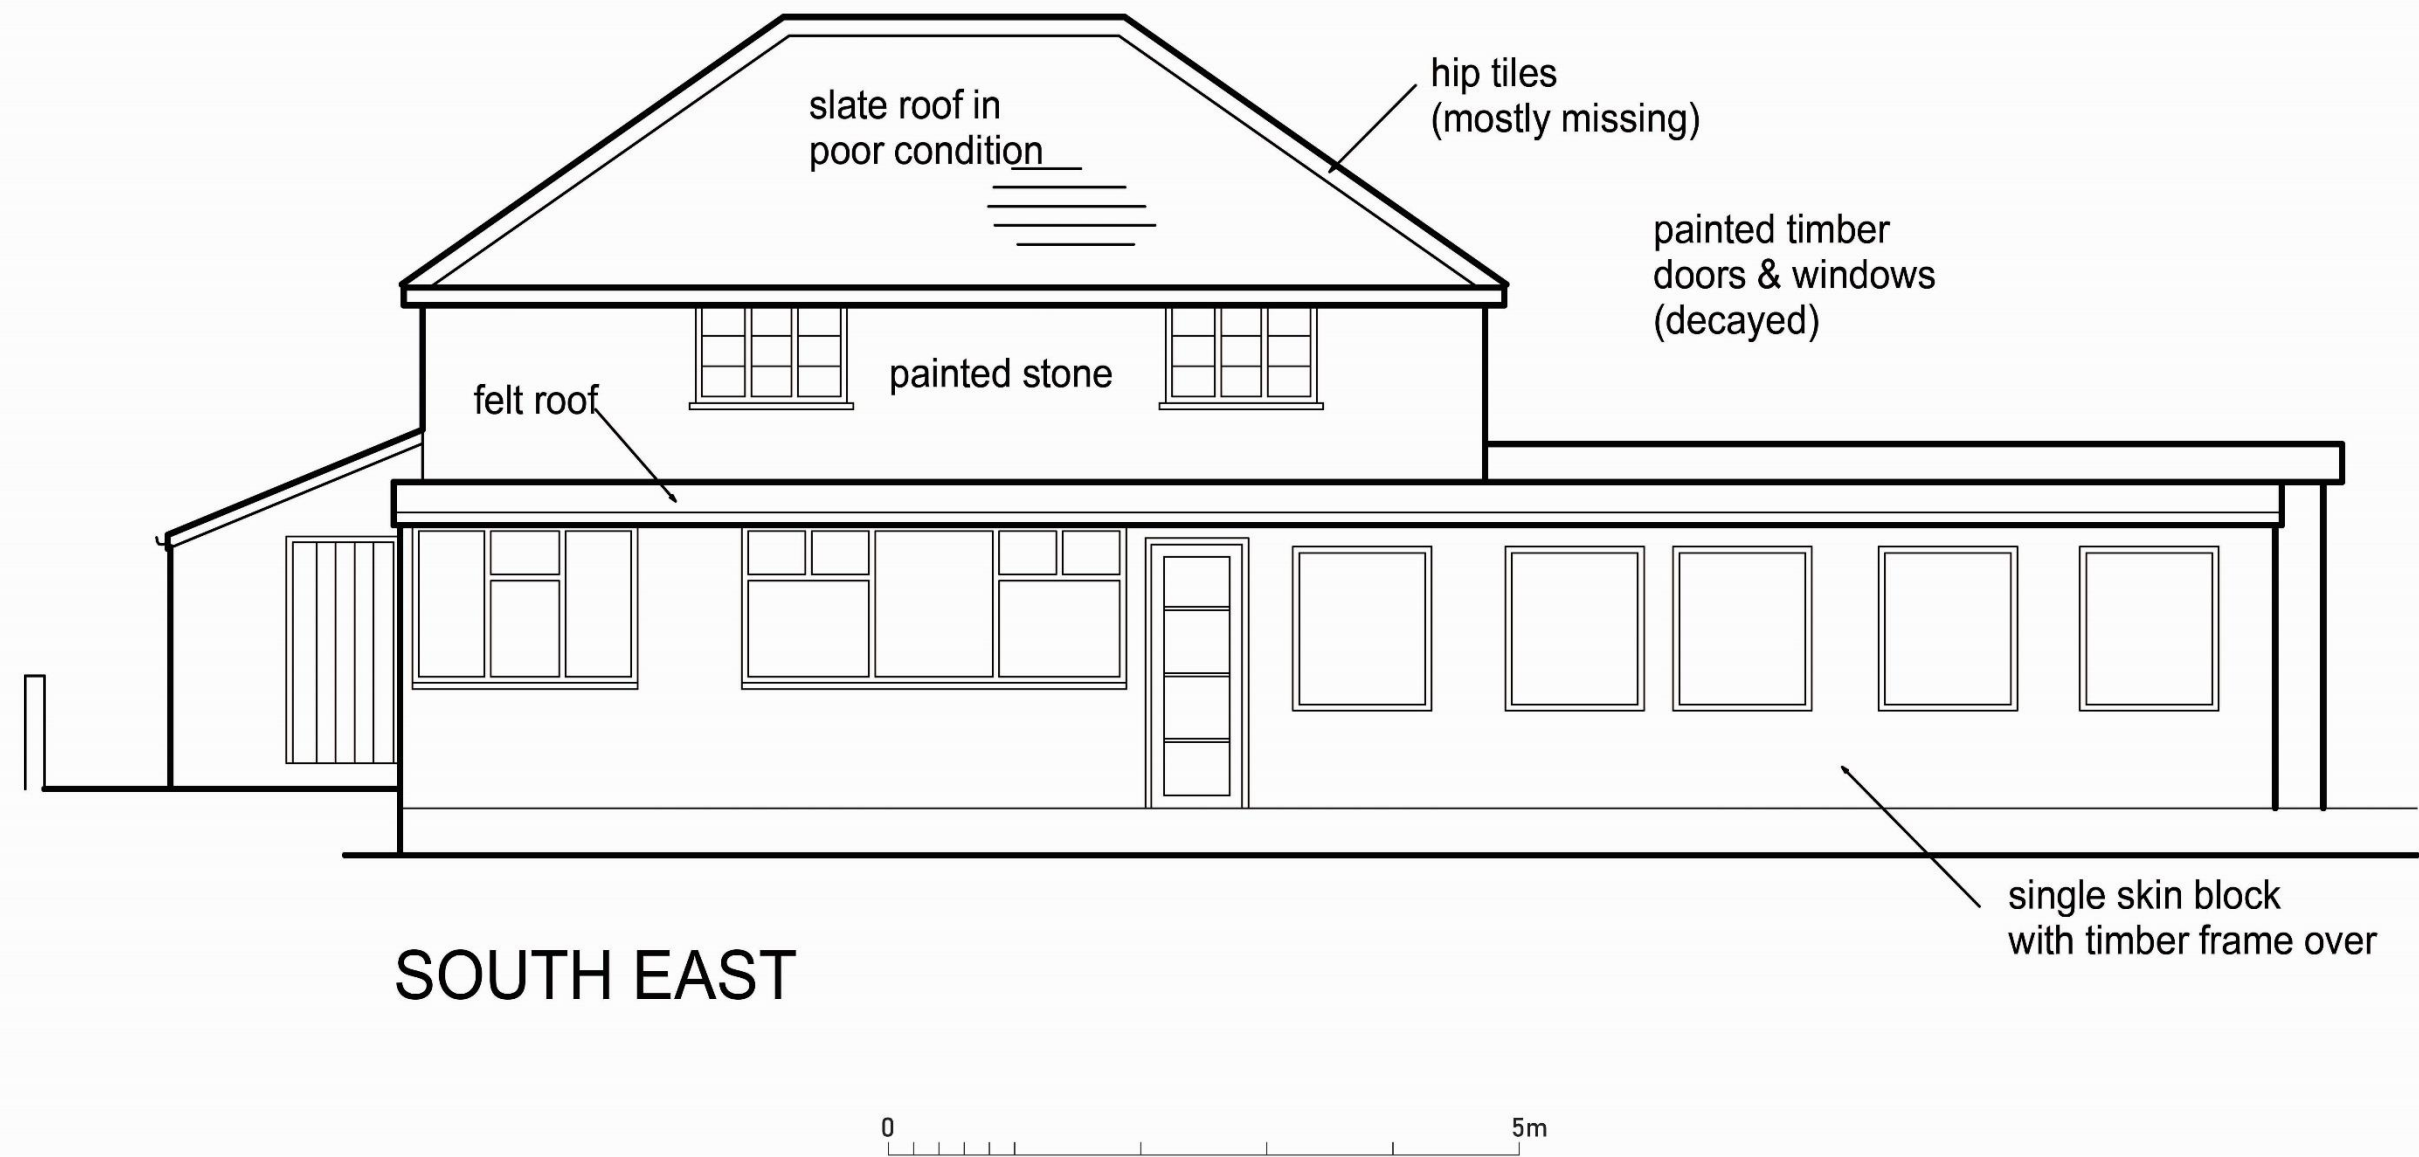 slate roof in
poor condition
hip tiles
(mostly missing)
painted timber
doors & windows
(decayed)
painted stone
felt roof
single skin block
with timber frame over
SOUTH EAST
0
5m